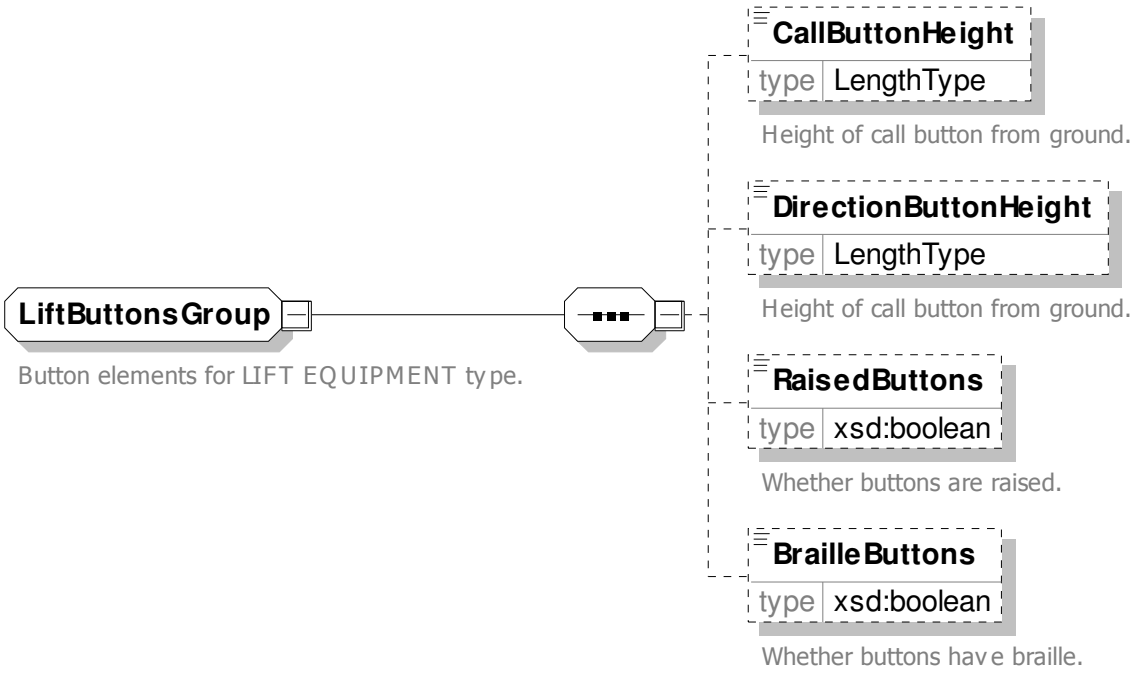 CallButtonHeight
type LengthType
Height of call button from ground.
DirectionButtonHeight
type LengthType
Height of call button from ground.
LiftButtonsGroup
Button elements for LIFT EQUIPMENT type.
RaisedButtons
type xsd:boolean
Whether buttons are raised.
BrailleButtons
type xsd:boolean
Whether buttons have braille.